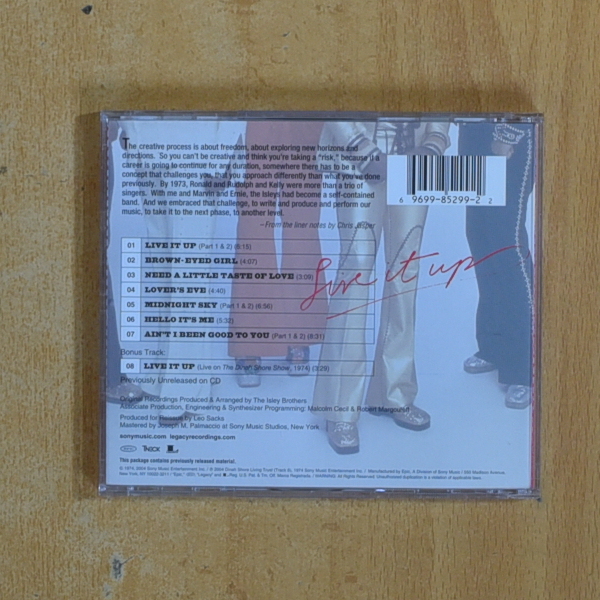 The creative process is about freedom, about exploring new horizons and
directions. So you can't be creative and think you're taking a "risk," because if a
career is going to continue for any duration, somewhere there has to be a
concept that challenges you, that you approach differently than what you've done
previously. By 1973, Ronald and Rudolph and Kelly were more than a trio of
singers. With me and Marvin and Ernie, the Isleys had become a self-contained
band. And we embraced that challenge, to write and produce and perform our
music, to take it to the next phase, to another level.
–From the liner notes by Chris Jasper
6 9699-85299-2 2
Live it up
01 LIVE IT UP (Part 1 & 2) (6:15)
02 BROWN-EYED GIRL (4:07)
03 NEED A LITTLE TASTE OF LOVE (3:09)
04 LOVER'S EVE (4:40)
05 MIDNIGHT SKY (Part 1 & 2) (6:56)
06 HELLO IT'S ME (5:32)
07 AIN'T I BEEN GOOD TO YOU (Part 1 & 2) (8:31)
Bonus Track:
08 LIVE IT UP (Live on The Dinah Shore Show, 1974) (3:29)
Previously Unreleased on CD
Original Recordings Produced & Arranged by The Isley Brothers
Associate Production, Engineering & Synthesizer Programming: Malcolm Cecil & Robert Margouleff
Produced for Reissue by Leo Sacks
Mastered by Joseph M. Palmaccio at Sony Music Studios, New York
sonymusic.com legacyrecordings.com
epic T-NECK
This package contains previously released material.